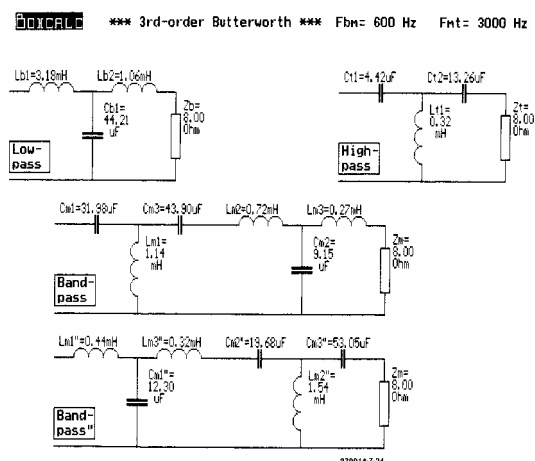 BOXCALC *** 3rd-order Butterworth *** Fbm= 600 Hz Fmt= 3000 Hz
Lb1=3.18mH Lb2=1.06mH
Cb1=
44.21
uF
Zb=
8.00
Ohm
Low-
pass
Ct1=4.42uF Ct2=13.26uF
Lt1=
0.32
mH
Zt=
8.00
Ohm
High-
pass
Cm1=31.98uF Cm3=43.90uF Lm2=0.72mH Lm3=0.27mH
Lm1=
1.14
mH
Cm2=
9.15
uF
Zm=
8.00
Ohm
Band-
pass
Lm1"=0.44mH Lm3"=0.32mH Cm2"=19.68uF Cm3"=53.05uF
Cm1"=
12.30
uF
Lm2"=
1.54
mH
Zm=
8.00
Ohm
Band-
pass"